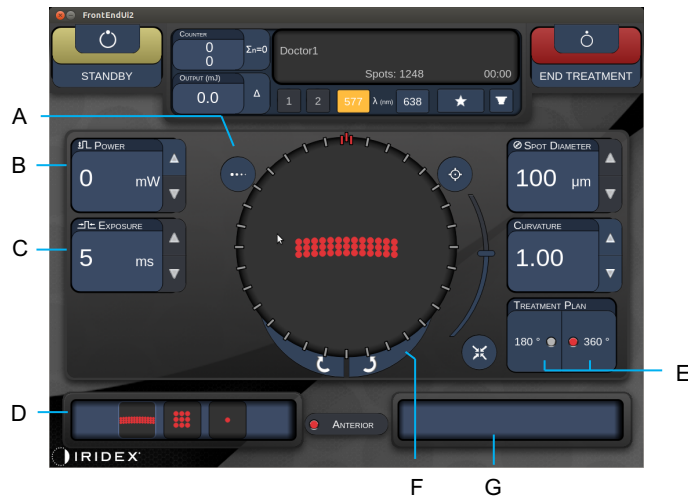 FrontEndUi2
STANDBY
COUNTER
0
0
Σn=0
OUTPUT (mJ)
0.0
Δ
Doctor1
Spots: 1248
00:00
1
2
577
λ (nm)
638
END TREATMENT
A
B
POWER
0 mW
C
EXPOSURE
5 ms
SPOT DIAMETER
100 μm
CURVATURE
1.00
TREATMENT PLAN
180 °
360 °
E
D
ANTERIOR
IRIDEX
F
G